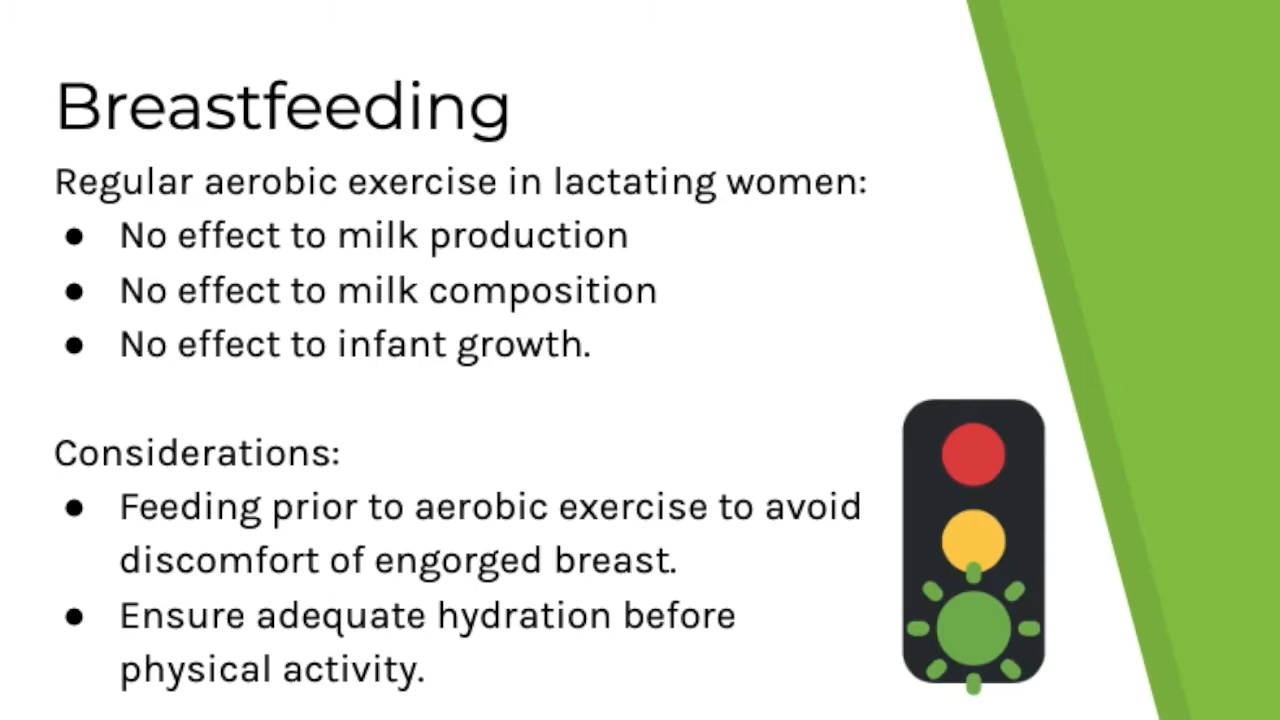 Breastfeeding
Regular aerobic exercise in lactating women:
● No effect to milk production
● No effect to milk composition
● No effect to infant growth.
Considerations:
● Feeding prior to aerobic exercise to avoid
discomfort of engorged breast.
● Ensure adequate hydration before
physical activity.